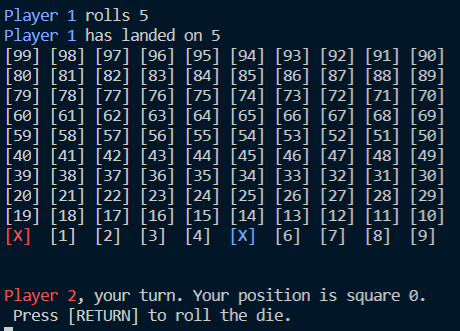 Player 1 rolls 5
Player 1 has landed on 5
[99] [98] [97] [96] [95] [94] [93] [92] [91] [90]
[80] [81] [82] [83] [84] [85] [86] [87] [88] [89]
[79] [78] [77] [76] [75] [74] [73] [72] [71] [70]
[60] [61] [62] [63] [64] [65] [66] [67] [68] [69]
[59] [58] [57] [56] [55] [54] [53] [52] [51] [50]
[40] [41] [42] [43] [44] [45] [46] [47] [48] [49]
[39] [38] [37] [36] [35] [34] [33] [32] [31] [30]
[20] [21] [22] [23] [24] [25] [26] [27] [28] [29]
[19] [18] [17] [16] [15] [14] [13] [12] [11] [10]
[X] [1] [2] [3] [4] [X] [6] [7] [8] [9]
Player 2, your turn. Your position is square 0.
Press [RETURN] to roll the die.